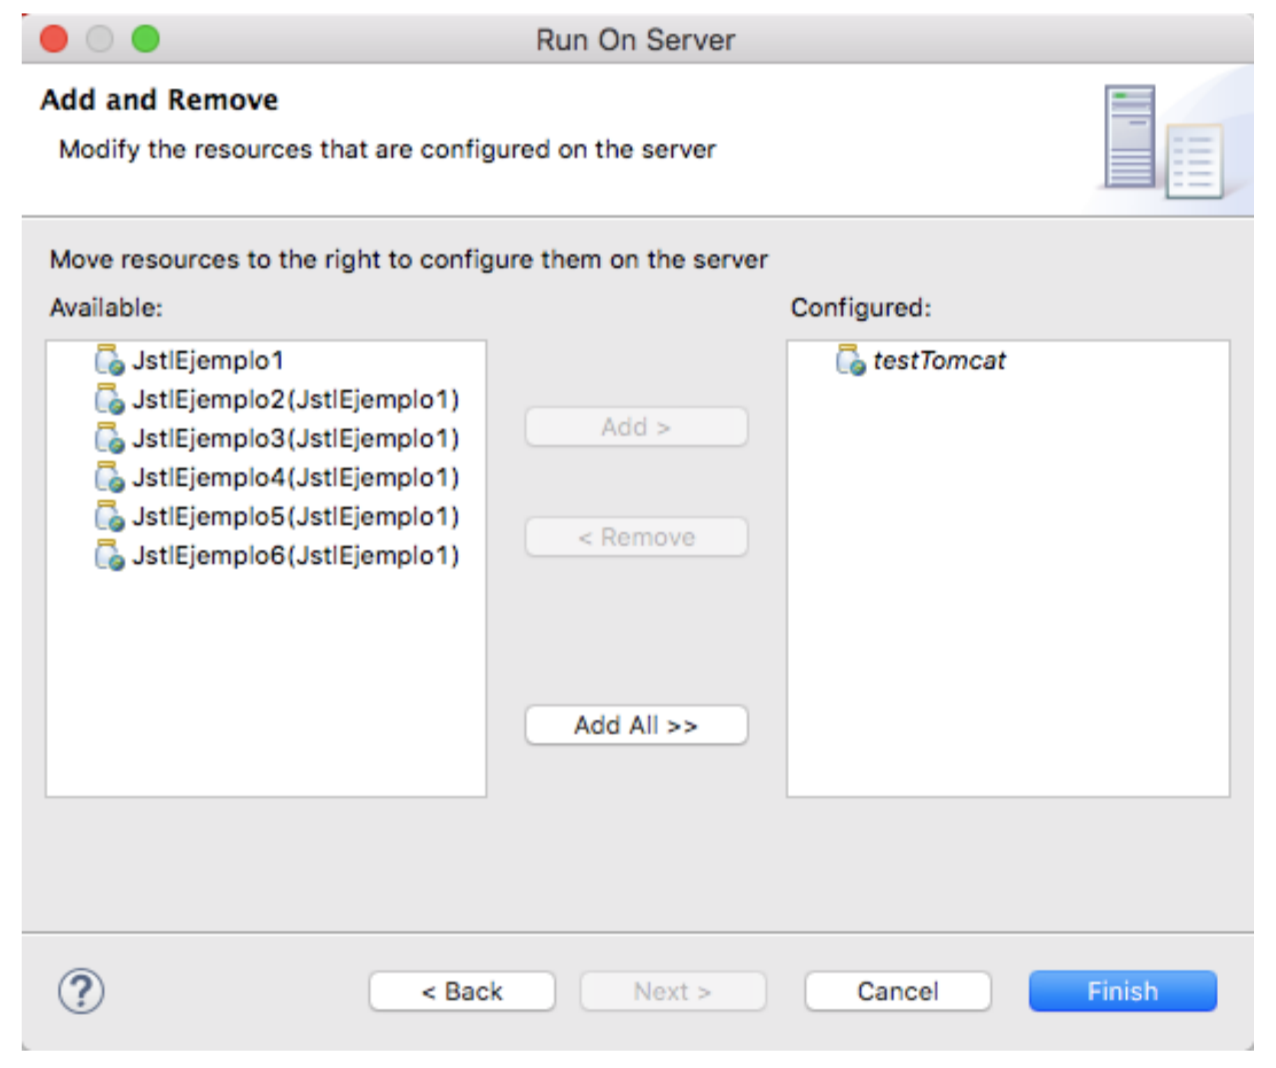 Run On Server
Add and Remove
Modify the resources that are configured on the server
Move resources to the right to configure them on the server
Available:
Configured:
JstlEjemplo1
JstlEjemplo2(JstlEjemplo1)
JstlEjemplo3(JstlEjemplo1)
JstlEjemplo4(JstlEjemplo1)
JstlEjemplo5(JstlEjemplo1)
JstlEjemplo6(JstlEjemplo1)
Add >
< Remove
Add All >>
testTomcat
?
< Back
Next >
Cancel
Finish